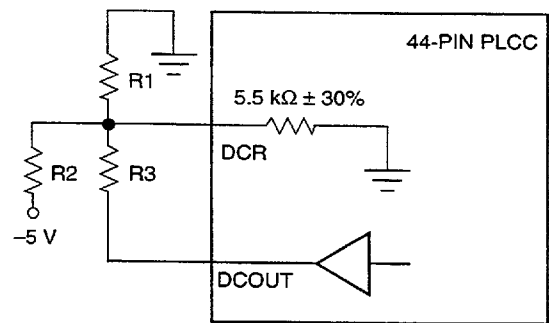 44-PIN PLCC
R1
5.5 kΩ ± 30%
DCR
R2
R3
–5 V
DCOUT